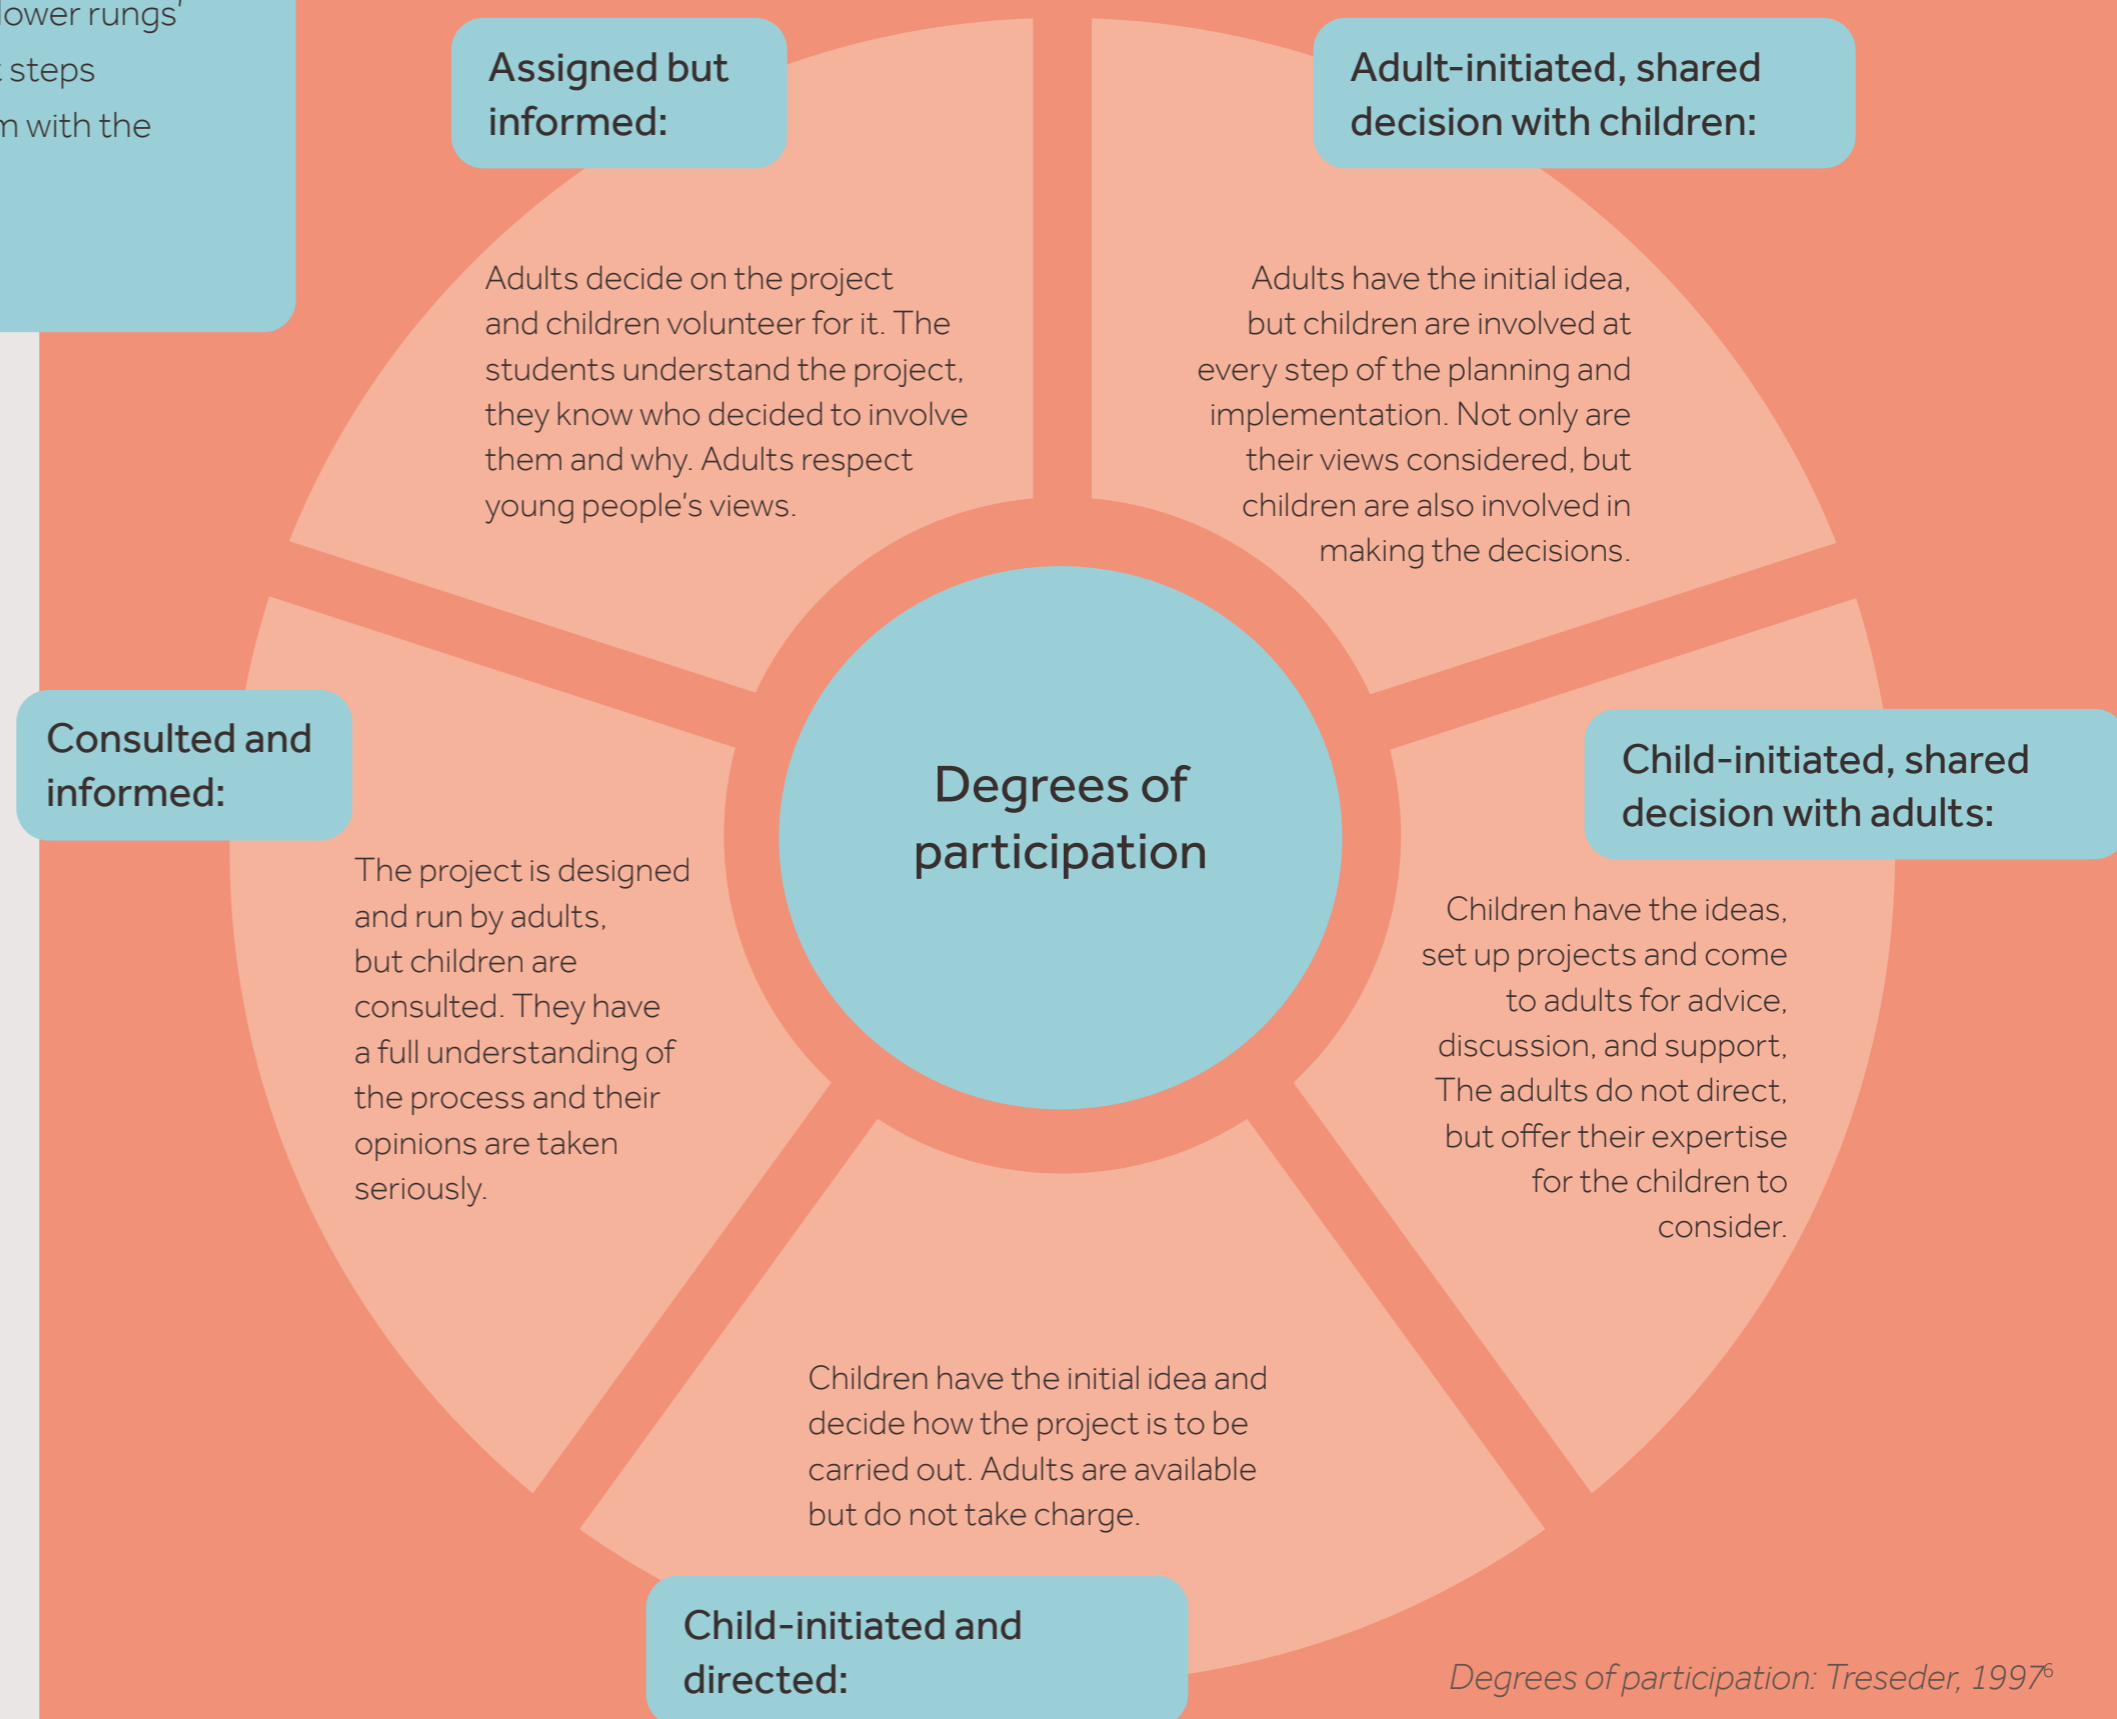 lower rungs'
steps
with the
Assigned but
informed:
Adults decide on the project
and children volunteer for it. The
students understand the project,
they know who decided to involve
them and why. Adults respect
young people's views.
Adult-initiated, shared
decision with children:
Adults have the initial idea,
but children are involved at
every step of the planning and
implementation. Not only are
their views considered, but
children are also involved in
making the decisions.
Consulted and
informed:
The project is designed
and run by adults,
but children are
consulted. They have
a full understanding of
the process and their
opinions are taken
seriously.
Degrees of
participation
Child-initiated, shared
decision with adults:
Children have the ideas,
set up projects and come
to adults for advice,
discussion, and support,
The adults do not direct,
but offer their expertise
for the children to
consider.
Children have the initial idea and
decide how the project is to be
carried out. Adults are available
but do not take charge.
Child-initiated and
directed:
Degrees of participation: Treseder, 1997⁶